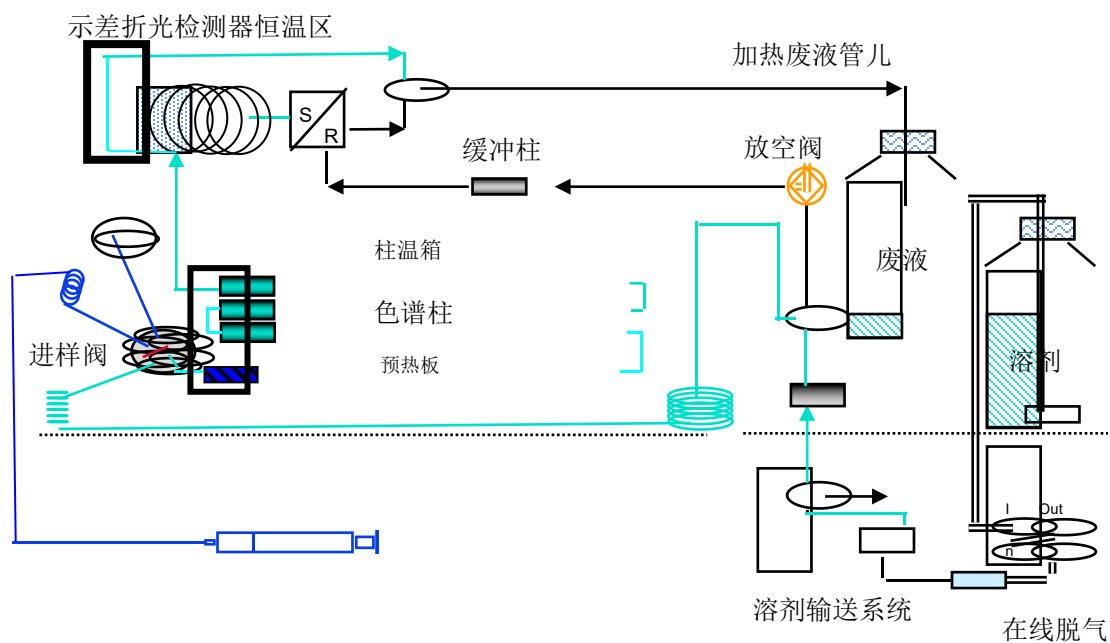 示差折光检测器恒温区
加热废液管儿
S
R
缓冲柱
放空阀
柱温箱
废液
色谱柱
进样阀
预热板
溶剂
I
Out
n
溶剂输送系统
在线脱气